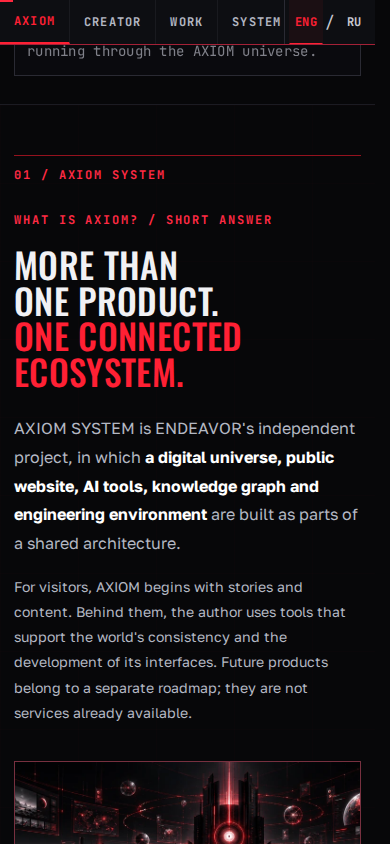 AXIOM CREATOR WORK SYSTEM ENG / RU
running through the AXIOM universe.
01 / AXIOM SYSTEM
WHAT IS AXIOM? / SHORT ANSWER
MORE THAN
ONE PRODUCT.
ONE CONNECTED
ECOSYSTEM.
AXIOM SYSTEM is ENDEAVOR's independent
project, in which a digital universe, public
website, AI tools, knowledge graph and
engineering environment are built as parts of
a shared architecture.
For visitors, AXIOM begins with stories and
content. Behind them, the author uses tools that
support the world's consistency and the
development of its interfaces. Future products
belong to a separate roadmap; they are not
services already available.